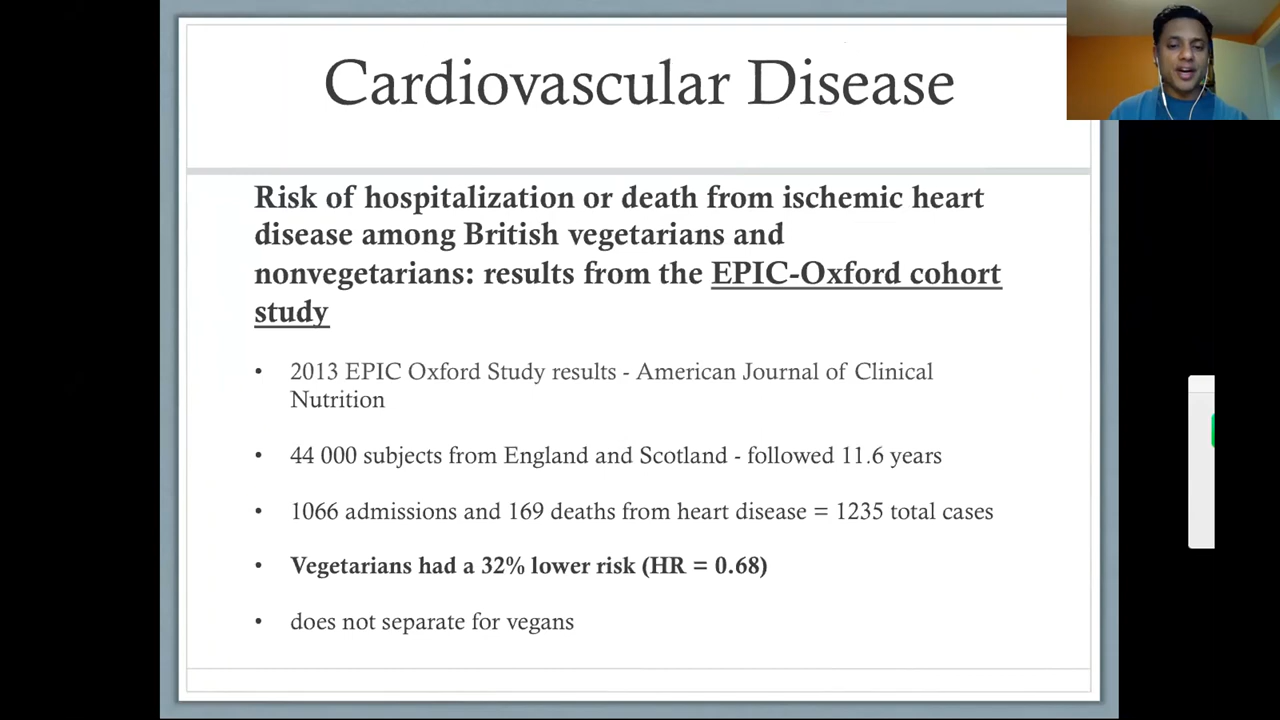 Cardiovascular Disease
Risk of hospitalization or death from ischemic heart
disease among British vegetarians and
nonvegetarians: results from the EPIC-Oxford cohort
study
• 2013 EPIC Oxford Study results - American Journal of Clinical
Nutrition
• 44 000 subjects from England and Scotland - followed 11.6 years
• 1066 admissions and 169 deaths from heart disease = 1235 total cases
• Vegetarians had a 32% lower risk (HR = 0.68)
• does not separate for vegans